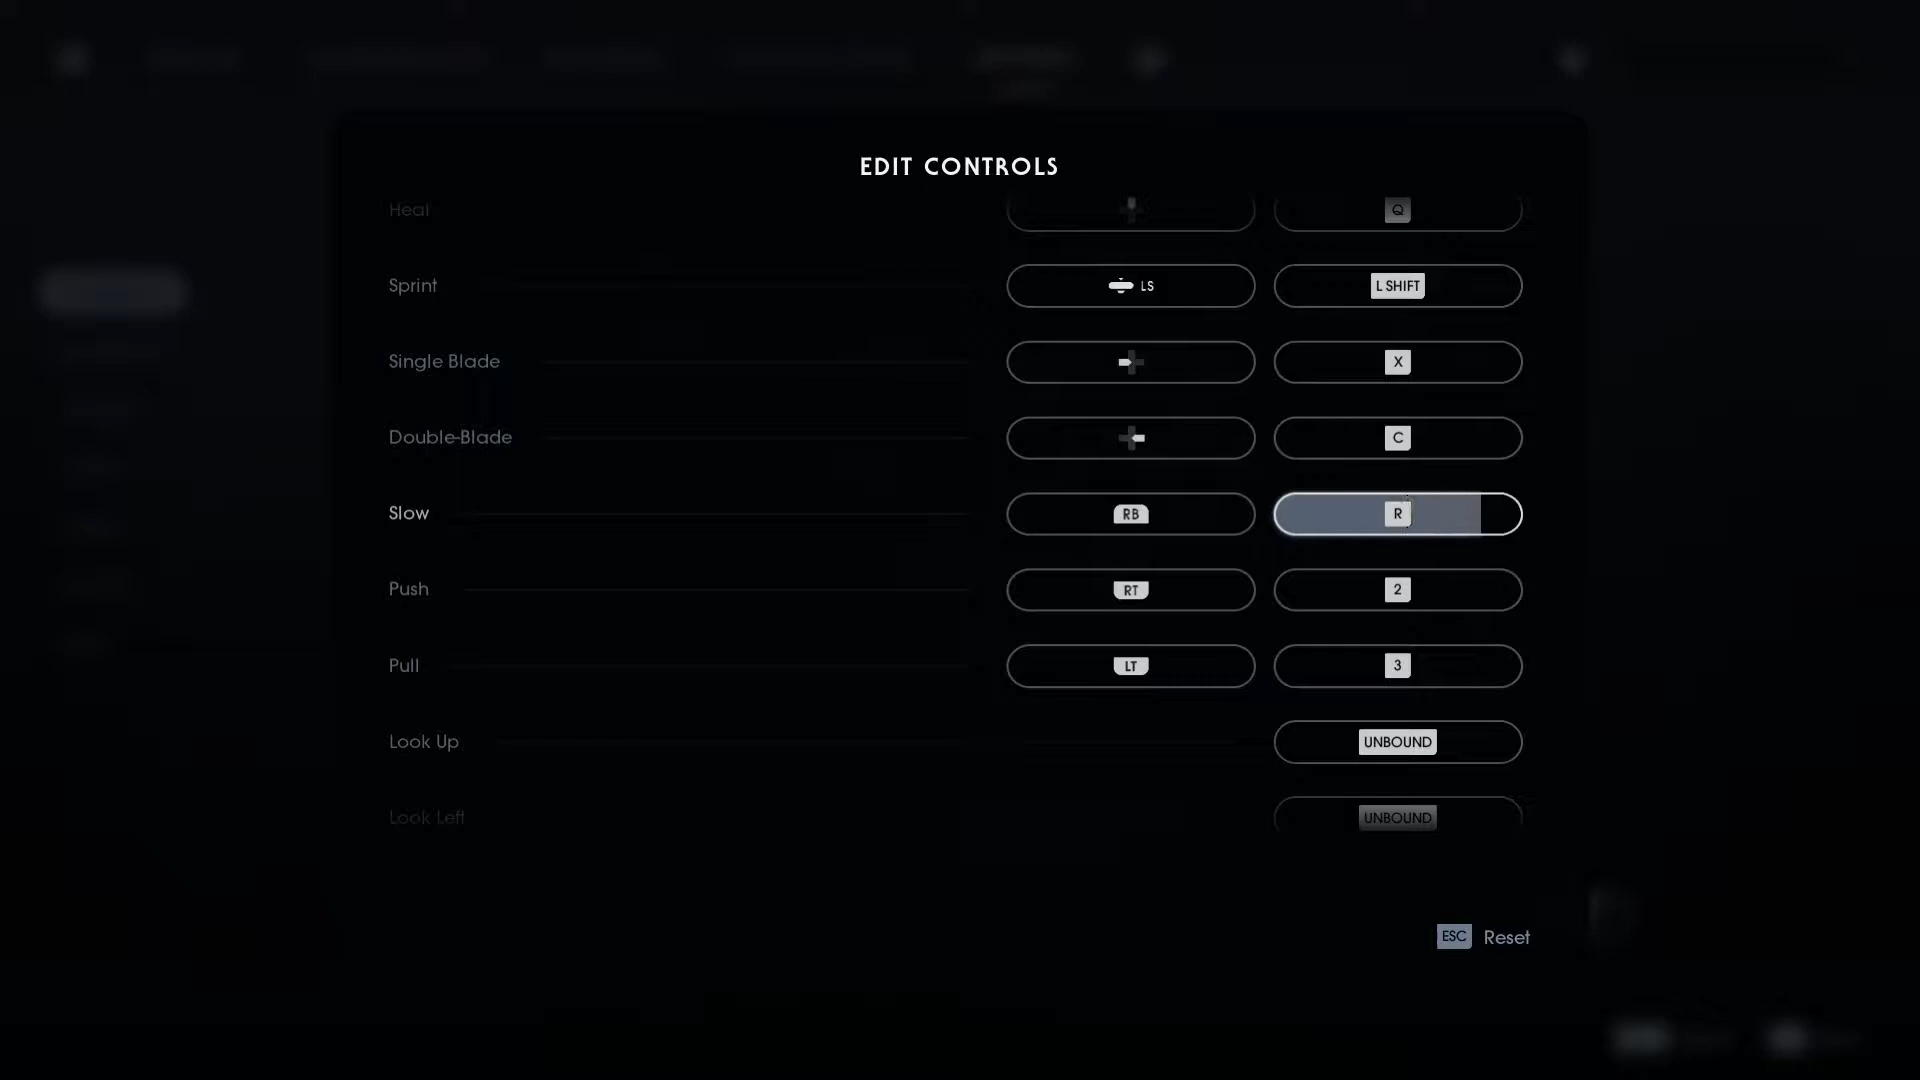 EDIT CONTROLS
Heal Q
Sprint LS L SHIFT
Single Blade X
Double-Blade C
Slow RB R
Push RT 2
Pull LT 3
Look Up UNBOUND
Look Left UNBOUND
ESC Reset